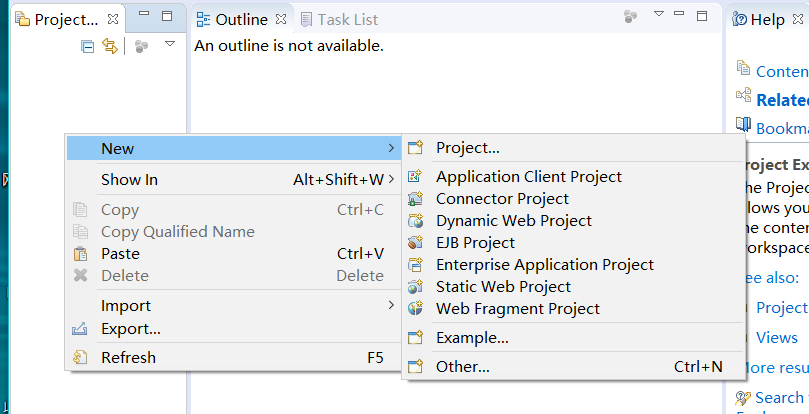 Project...
Outline
Task List
Help
An outline is not available.
Conten
Relate
Bookma
New
Show In Alt+Shift+W
Copy Ctrl+C
Copy Qualified Name
Paste Ctrl+V
Delete Delete
Import
Export...
Refresh F5
Project...
Application Client Project
Connector Project
Dynamic Web Project
EJB Project
Enterprise Application Project
Static Web Project
Web Fragment Project
Example...
Other... Ctrl+N
roject Ex
he Projec
llows you
he conten
orkspace
ee also:
Project
Views
More resu
Search